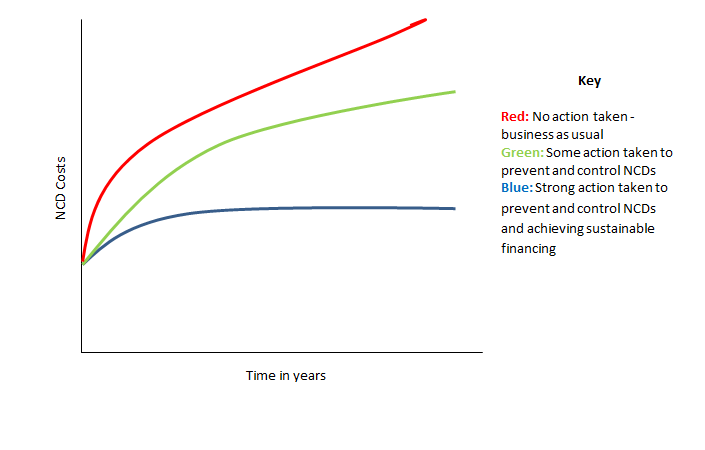 Key
Red: No action taken -
business as usual
Green: Some action taken to
prevent and control NCDs
Blue: Strong action taken to
prevent and control NCDs
and achieving sustainable
financing
NCD Costs
Time in years